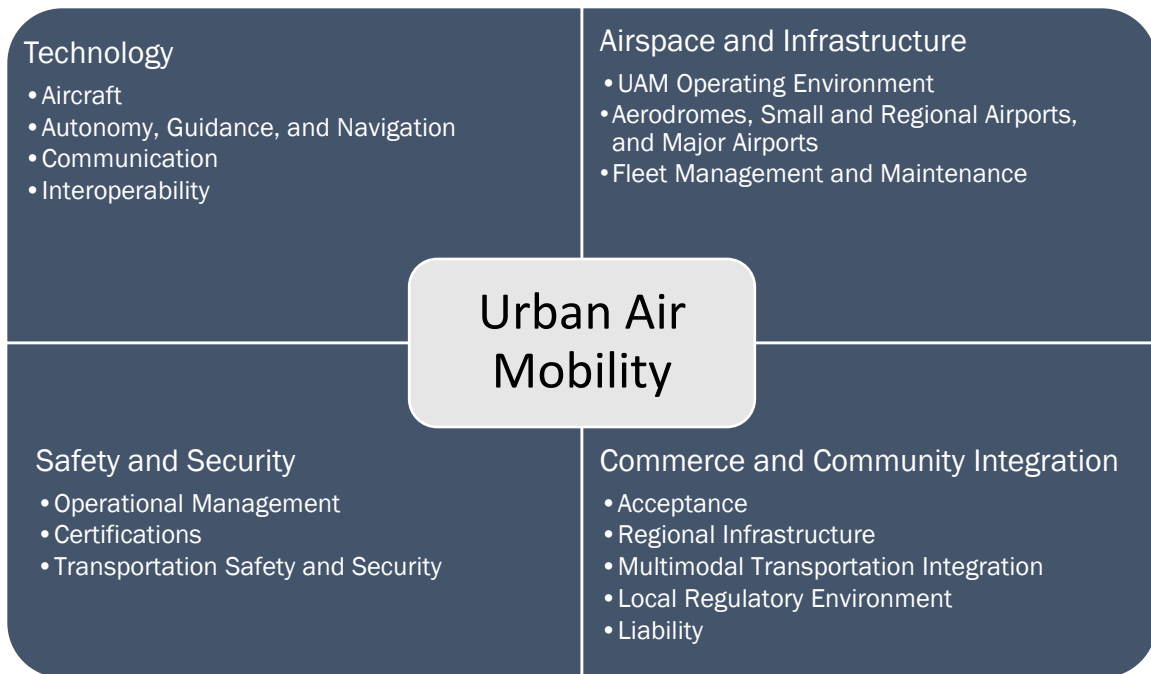 Technology
•Aircraft
•Autonomy, Guidance, and Navigation
•Communication
•Interoperability
Airspace and Infrastructure
•UAM Operating Environment
•Aerodromes, Small and Regional Airports,
and Major Airports
•Fleet Management and Maintenance
Urban Air
Mobility
Safety and Security
•Operational Management
•Certifications
•Transportation Safety and Security
Commerce and Community Integration
•Acceptance
•Regional Infrastructure
•Multimodal Transportation Integration
•Local Regulatory Environment
•Liability